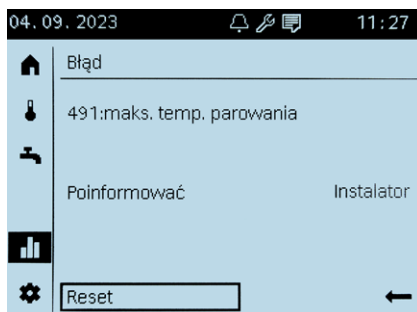 04.09.2023 11:27
Błąd
491:maks. temp. parowania
Poinformować Instalator
Reset